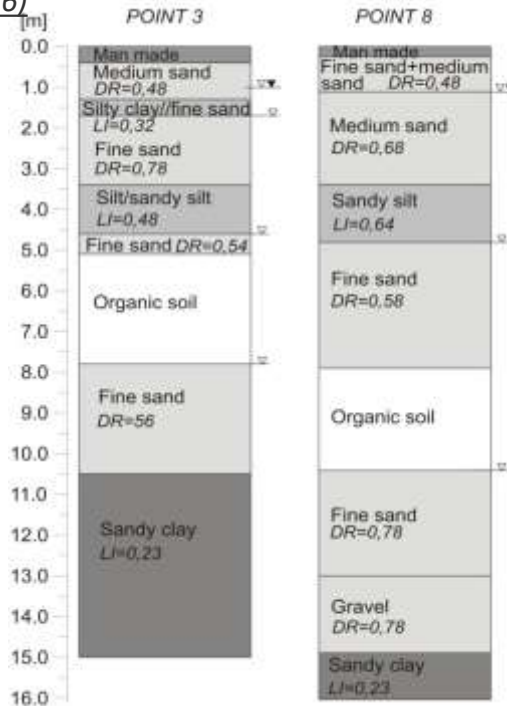 б)
[m]
POINT 3
POINT 8
0.0
1.0
2.0
3.0
4.0
5.0
6.0
7.0
8.0
9.0
10.0
11.0
12.0
13.0
14.0
15.0
16.0
Man made
Medium sand
DR=0,48
Silty clay//fine sand
LI=0,32
Fine sand
DR=0,78
Silt/sandy silt
LI=0,48
Fine sand DR=0,54
Organic soil
Fine sand
DR=56
Sandy clay
LI=0,23
Man made
Fine sand+medium
sand DR=0,48
Medium sand
DR=0,68
Sandy silt
LI=0,64
Fine sand
DR=0,58
Organic soil
Fine sand
DR=0,78
Gravel
DR=0,78
Sandy clay
LI=0,23